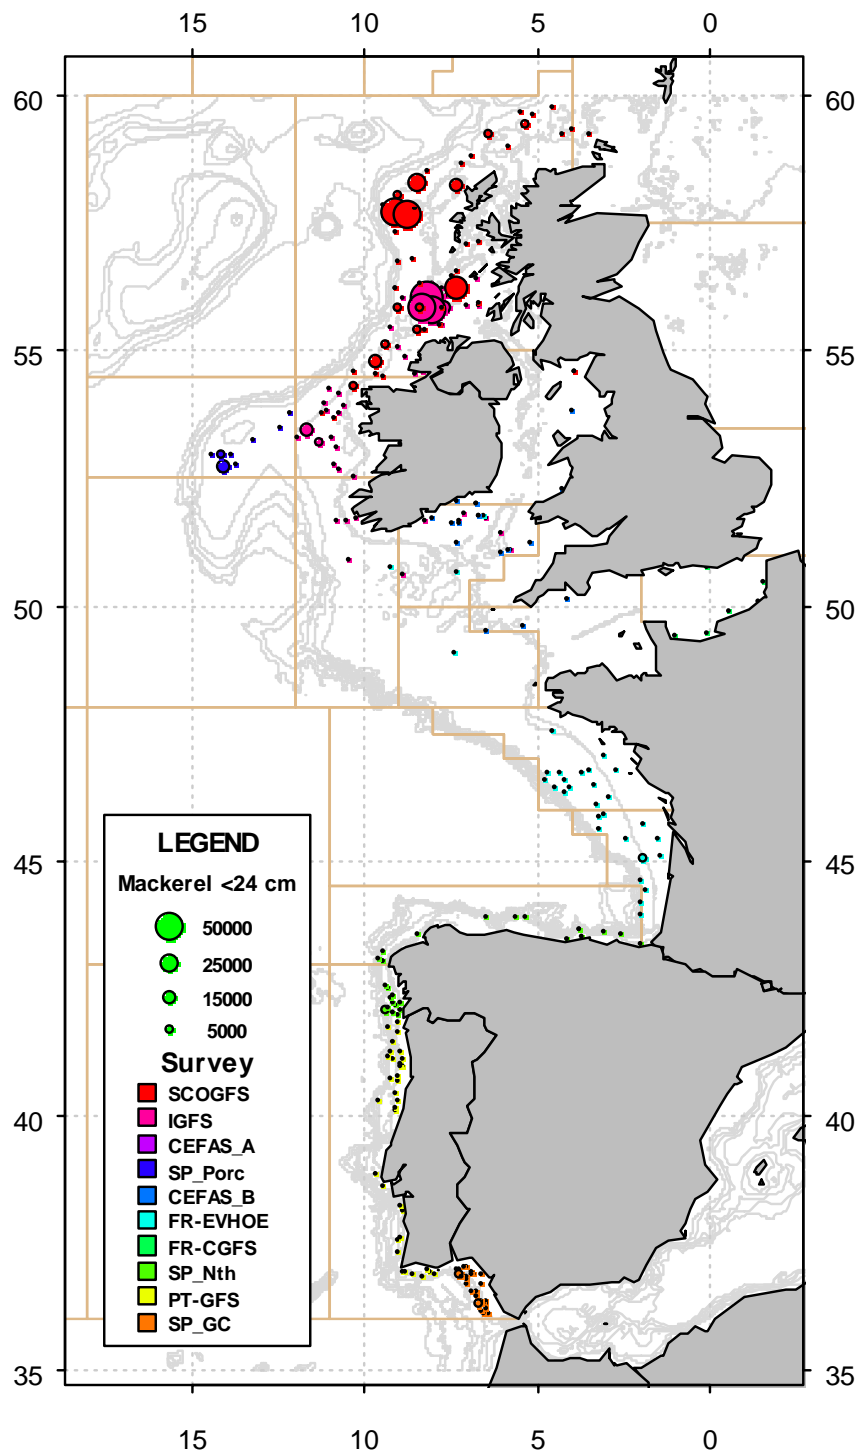 15 10 5 0
60 60
55 55
50 50
45
LEGEND
45
Mackerel <24 cm
50000
25000
15000
5000
Survey
SCOGFS
40 40
IGFS
CEFAS_A
SP_Porc
CEFAS_B
FR-EVHOE
FR-CGFS
SP_Nth
PT-GFS
SP_GC
35 35
15 10 5 0